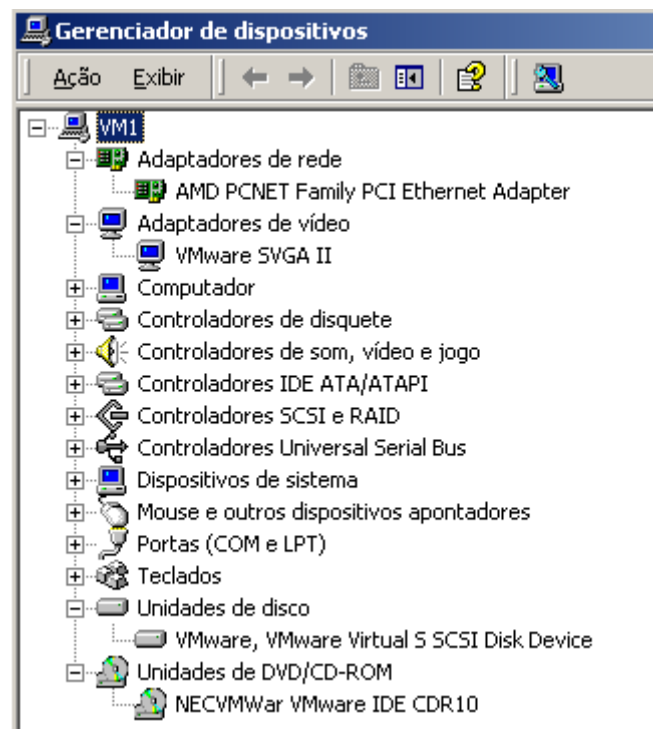 Gerenciador de dispositivos
Ação Exibir
VM1
Adaptadores de rede
AMD PCNET Family PCI Ethernet Adapter
Adaptadores de vídeo
VMware SVGA II
Computador
Controladores de disquete
Controladores de som, vídeo e jogo
Controladores IDE ATA/ATAPI
Controladores SCSI e RAID
Controladores Universal Serial Bus
Dispositivos de sistema
Mouse e outros dispositivos apontadores
Portas (COM e LPT)
Teclados
Unidades de disco
VMware, VMware Virtual S SCSI Disk Device
Unidades de DVD/CD-ROM
NECVMWar VMware IDE CDR10